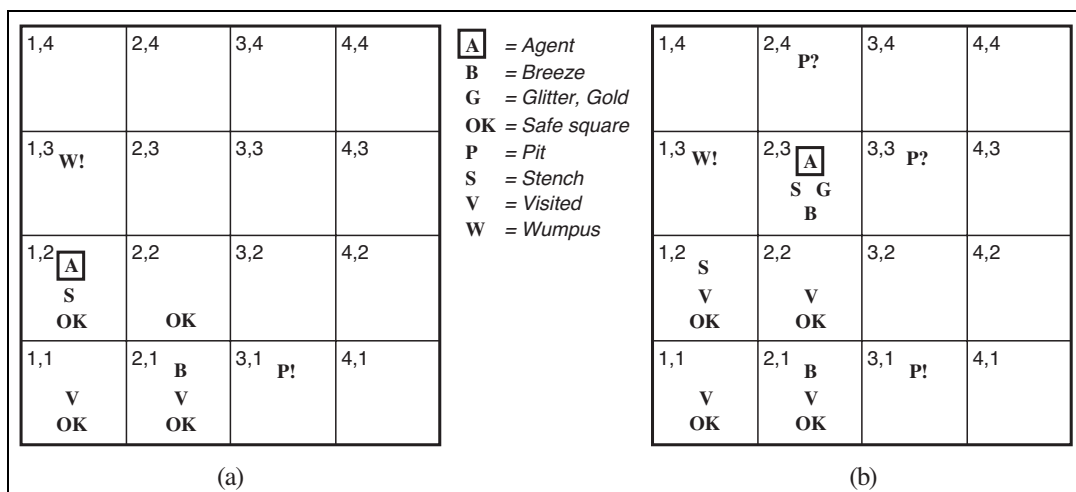 1,4 2,4 3,4 4,4
1,3 W! 2,3 3,3 4,3
1,2 2,2 3,2 4,2
A
S
OK OK
1,1 2,1 B 3,1 P! 4,1
V V
OK OK
(a)
A = Agent
B = Breeze
G = Glitter, Gold
OK = Safe square
P = Pit
S = Stench
V = Visited
W = Wumpus
1,4 2,4 P? 3,4 4,4
1,3 W! 2,3 A 3,3 P? 4,3
S G
B
1,2 S 2,2 3,2 4,2
V V
OK OK
1,1 2,1 B 3,1 P! 4,1
V V
OK OK
(b)